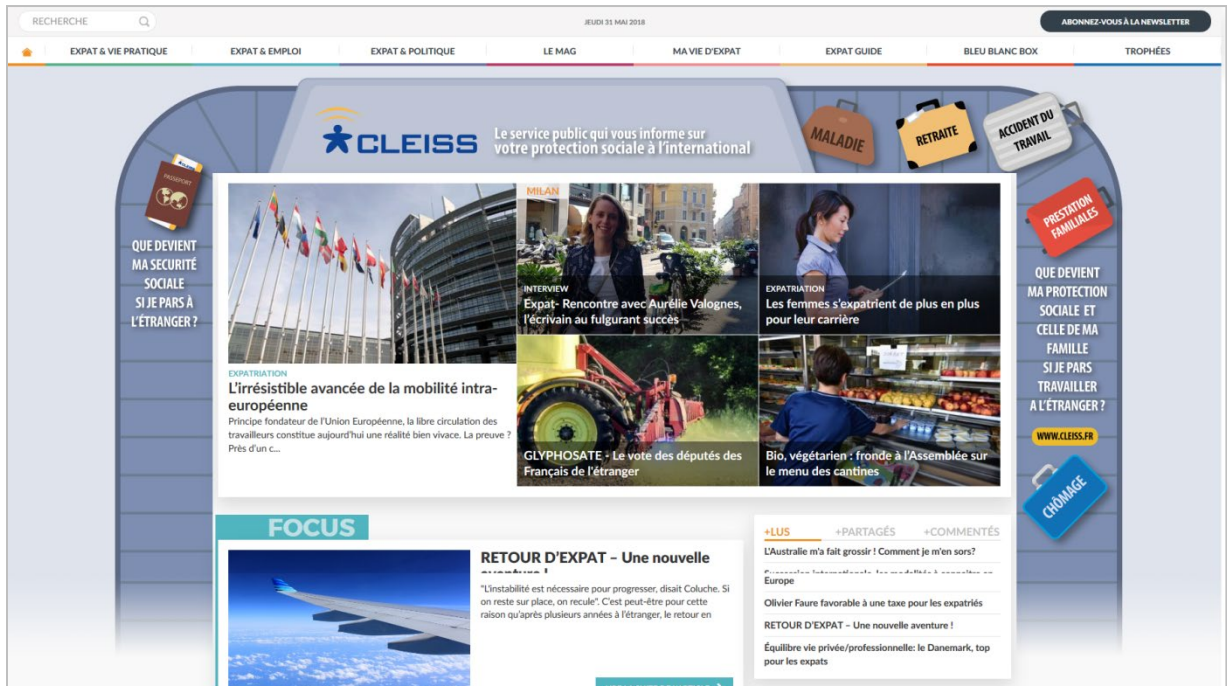 RECHERCHE
JEUDI 31 MAI 2018
ABONNEZ-VOUS À LA NEWSLETTER
EXPAT & VIE PRATIQUE
EXPAT & EMPLOI
EXPAT & POLITIQUE
LE MAG
MA VIE D'EXPAT
EXPAT GUIDE
BLEU BLANC BOX
TROPHÉES
CLEISS
Le service public qui vous informe sur
votre protection sociale à l'international
MALADIE
RETRAITE
ACCIDENT DU
TRAVAIL
PASSEPORT
QUE DEVIENT
MA SECURITÉ
SOCIALE
SI JE PARS À
L'ÉTRANGER ?
PRESTATION
FAMILIALES
QUE DEVIENT
MA PROTECTION
SOCIALE ET
CELLE DE MA
FAMILLE
SI JE PARS
TRAVAILLER
A L'ÉTRANGER ?
WWW.CLEISS.FR
CHÔMAGE
EXPATRIATION
L'irrésistible avancée de la mobilité intra-
européenne
Principe fondateur de l'Union Européenne, la libre circulation des
travailleurs constitue aujourd'hui une réalité bien vivace. La preuve ?
Près d'un c...
MILAN
INTERVIEW
Expat- Rencontre avec Aurélie Valognes,
l'écrivain au fulgurant succès
EXPATRIATION
Les femmes s'expatrient de plus en plus
pour leur carrière
GLYPHOSATE - Le vote des députés des
Français de l'étranger
Bio, végétarien : fronde à l'Assemblée sur
le menu des cantines
FOCUS
RETOUR D'EXPAT – Une nouvelle
"L'instabilité est nécessaire pour progresser, disait Coluche. Si
on reste sur place, on recule". C'est peut-être pour cette
raison qu'après plusieurs années à l'étranger, le retour en
+LUS
+PARTAGÉS
+COMMENTÉS
L'Australie m'a fait grossir ! Comment je m'en sors?
Europe
Olivier Faure favorable à une taxe pour les expatriés
RETOUR D'EXPAT – Une nouvelle aventure !
Équilibre vie privée/professionnelle: le Danemark, top
pour les expats